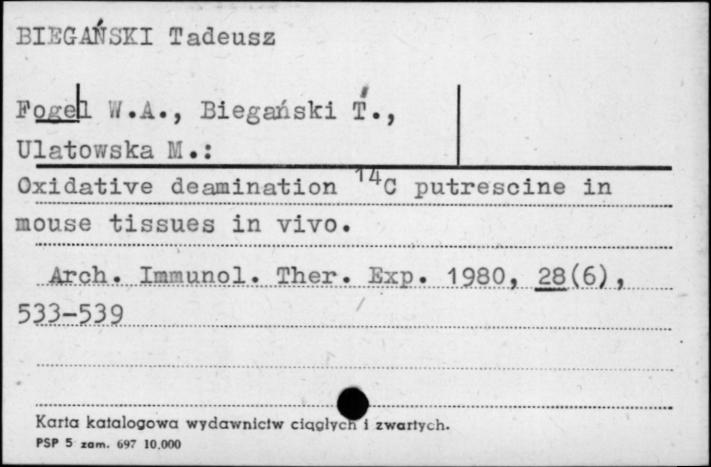 BIEGAŃSKI Tadeusz
Fogel W.A., Biegański T.,
Ulatowska M.:
Oxidative deamination ¹⁴C putrescine in
mouse tissues in vivo.
Arch. Immunol. Ther. Exp. 1980, 28(6),
533-539
Karta katalogowa wydawnictw ciągłych i zwartych.
PSP 5 zam. 697 10.000